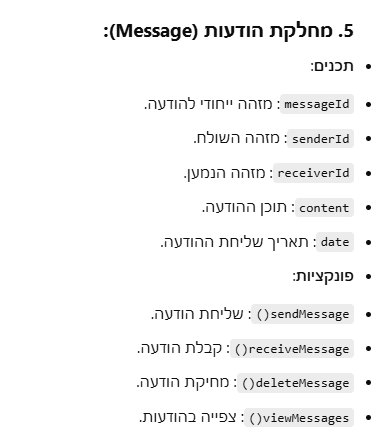 5. מחלקת הודעות (Message):
תכנים:
messageId: מזהה ייחודי להודעה.
senderId: מזהה השולח.
receiverId: מזהה הנמען.
content: תוכן ההודעה.
date: תאריך שליחת ההודעה.
פונקציות:
sendMessage(): שליחת הודעה.
receiveMessage(): קבלת הודעה.
deleteMessage(): מחיקת הודעה.
viewMessages(): צפייה בהודעות.